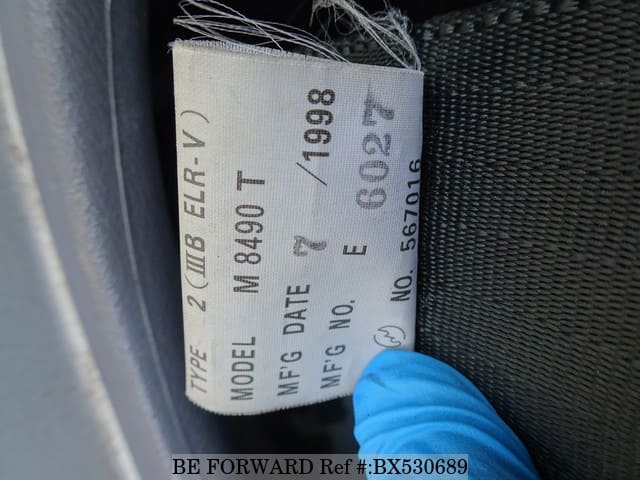 TYPE 2 (ⅢB ELR-V)
MODEL M 8490 T
MF'G DATE 7 /1998
MF'G NO. E 6027
NO. 567016
BE FORWARD Ref #:BX530689